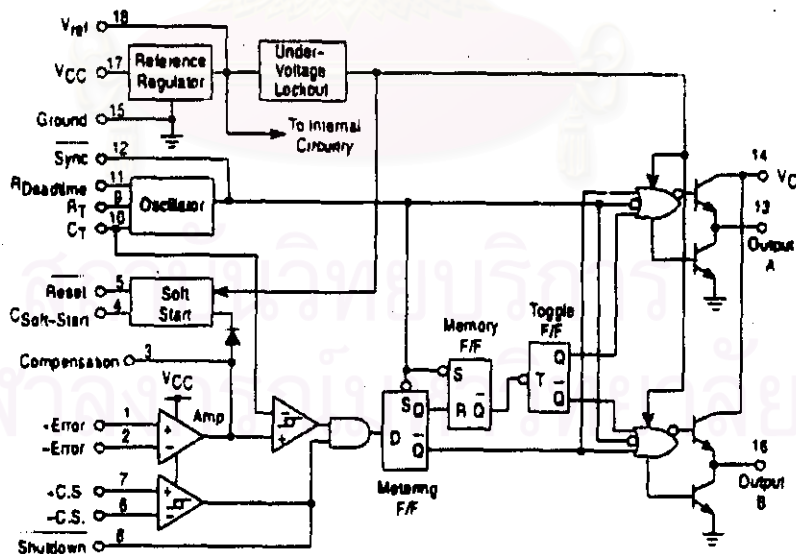 Vref 18
VCC 17
Reference Regulator
Under-Voltage Lockout
Ground 15
To Internal Circuitry
Sync 12
RDeadtime 11
RT 9
CT 10
Oscillator
Reset 5
CSoft-Start 4
Soft Start
Compensation 3
VCC
+Error 1
-Error 2
Amp
+C.S 7
-C.S. 6
Shutdown 8
S
D
Q
Q
Metering F/F
Memory F/F
S
R
Q
Toggle F/F
T
Q
Q
14 VC
13
Output A
16
Output B